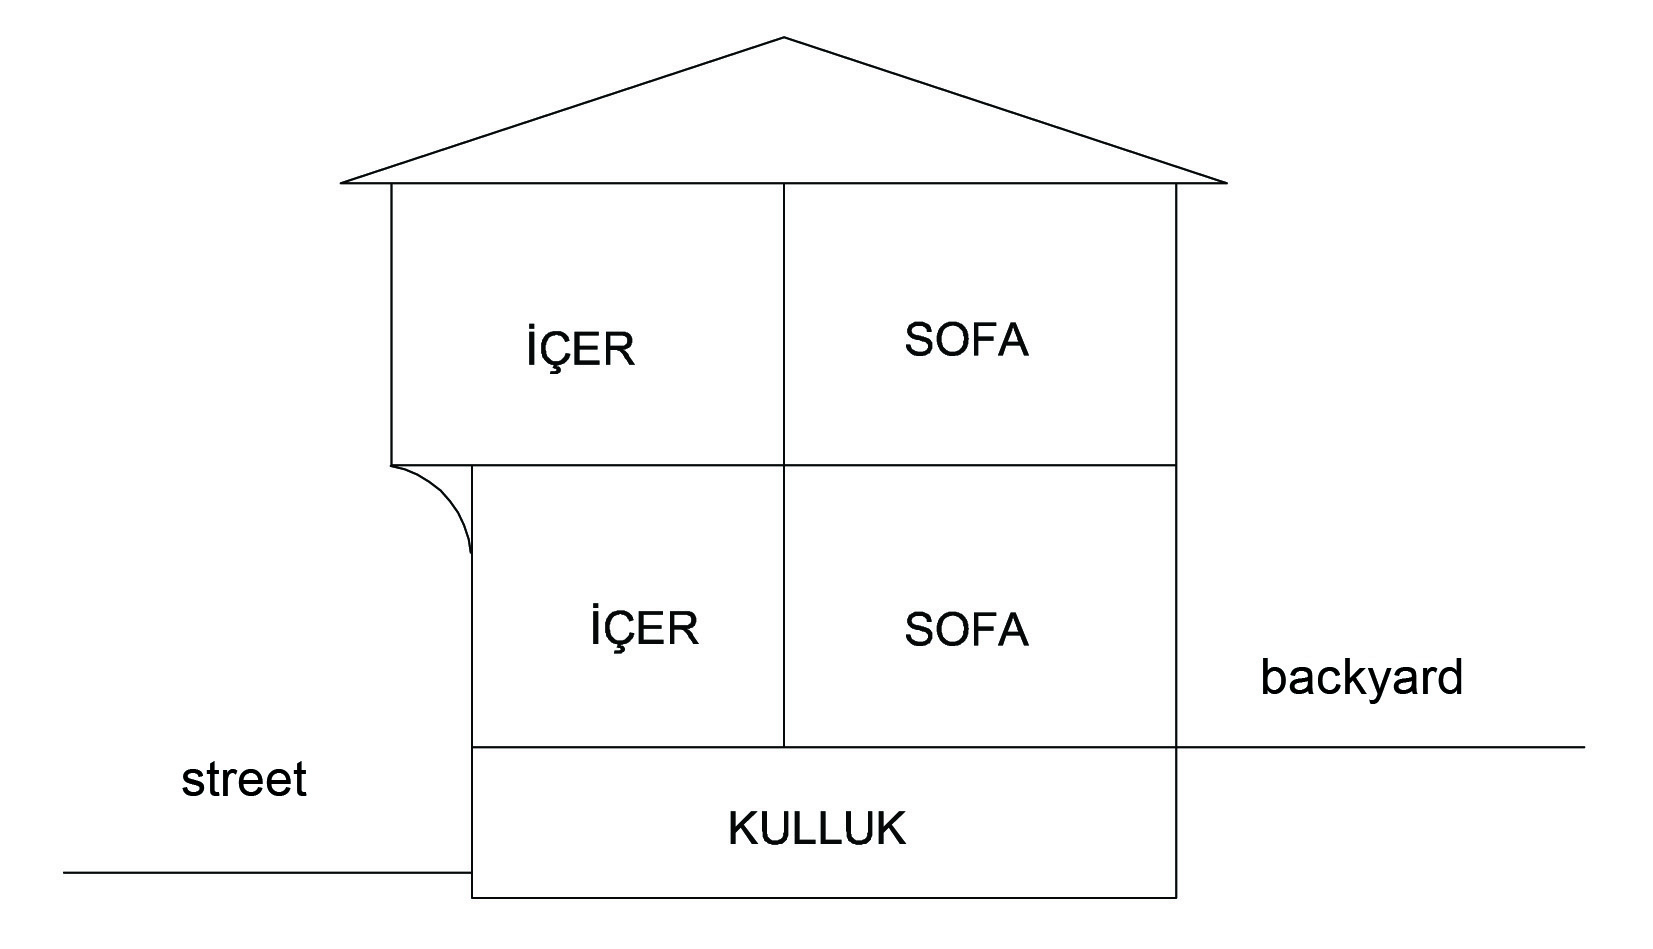 İÇER
SOFA
İÇER
SOFA
backyard
street
KULLUK